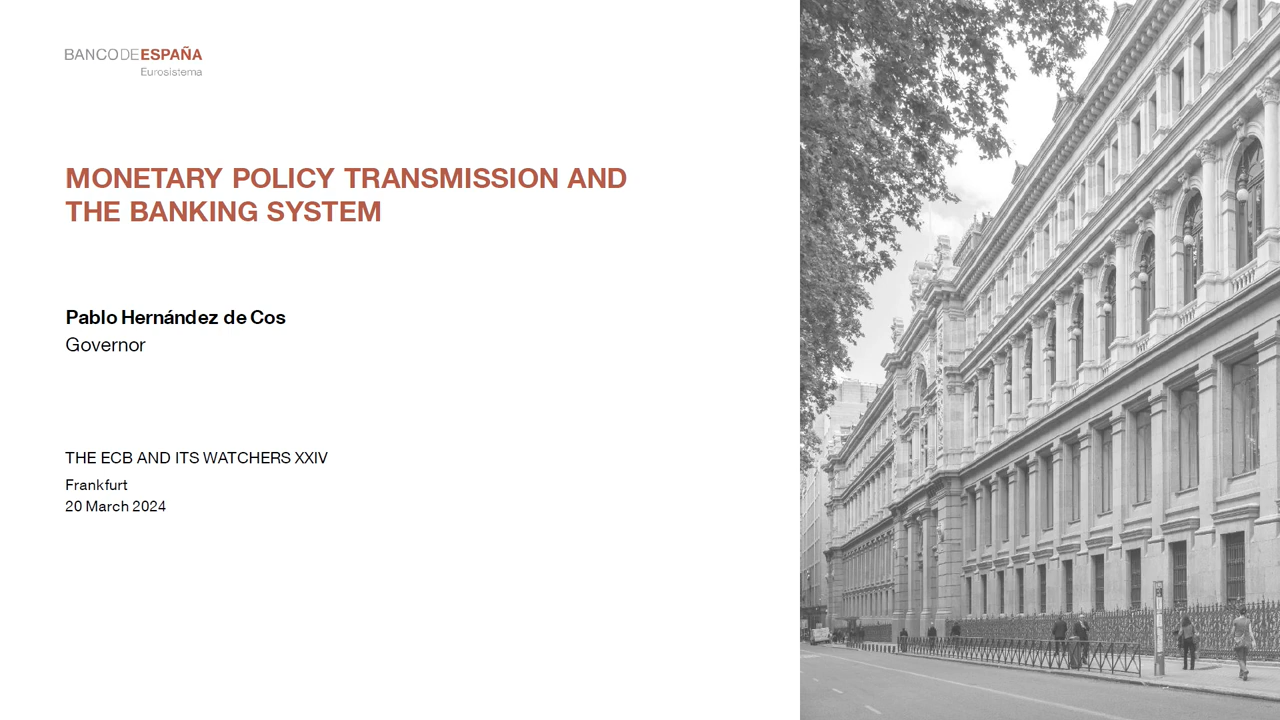 BANCODEESPAÑA
Eurosistema
MONETARY POLICY TRANSMISSION AND
THE BANKING SYSTEM
Pablo Hernández de Cos
Governor
THE ECB AND ITS WATCHERS XXIV
Frankfurt
20 March 2024